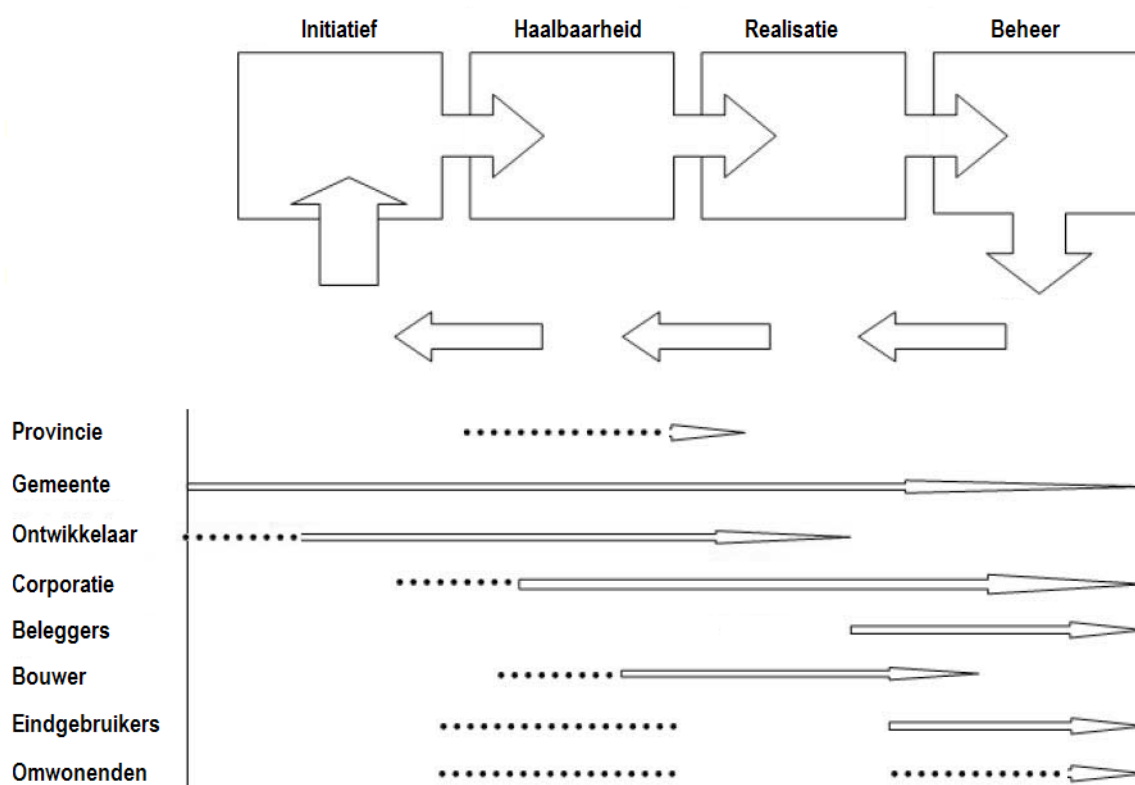 Initiatief Haalbaarheid Realisatie Beheer
Provincie
Gemeente
Ontwikkelaar
Corporatie
Beleggers
Bouwer
Eindgebruikers
Omwonenden